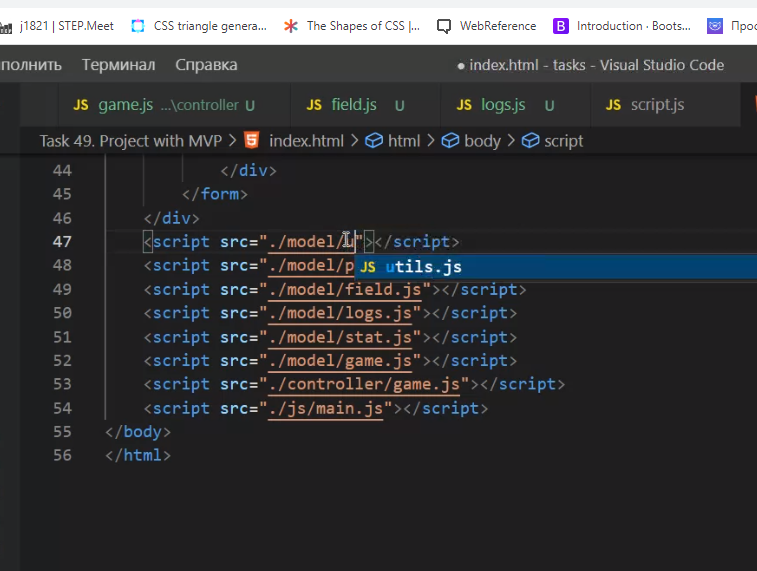 j1821 | STEP.Meet CSS triangle genera... The Shapes of CSS |... WebReference B Introduction · Boots...
Терминал Справка ● index.html - tasks - Visual Studio Code
JS game.js ...\controller U JS field.js U JS logs.js U JS script.js
Task 49. Project with MVP > index.html > html > body > script
44 </div>
45 </form>
46 </div>
47 <script src="./model/u"></script>
48 <script src="./model/p
JS utils.js
49 <script src="./model/field.js"></script>
50 <script src="./model/logs.js"></script>
51 <script src="./model/stat.js"></script>
52 <script src="./model/game.js"></script>
53 <script src="./controller/game.js"></script>
54 <script src="./js/main.js"></script>
55 </body>
56 </html>